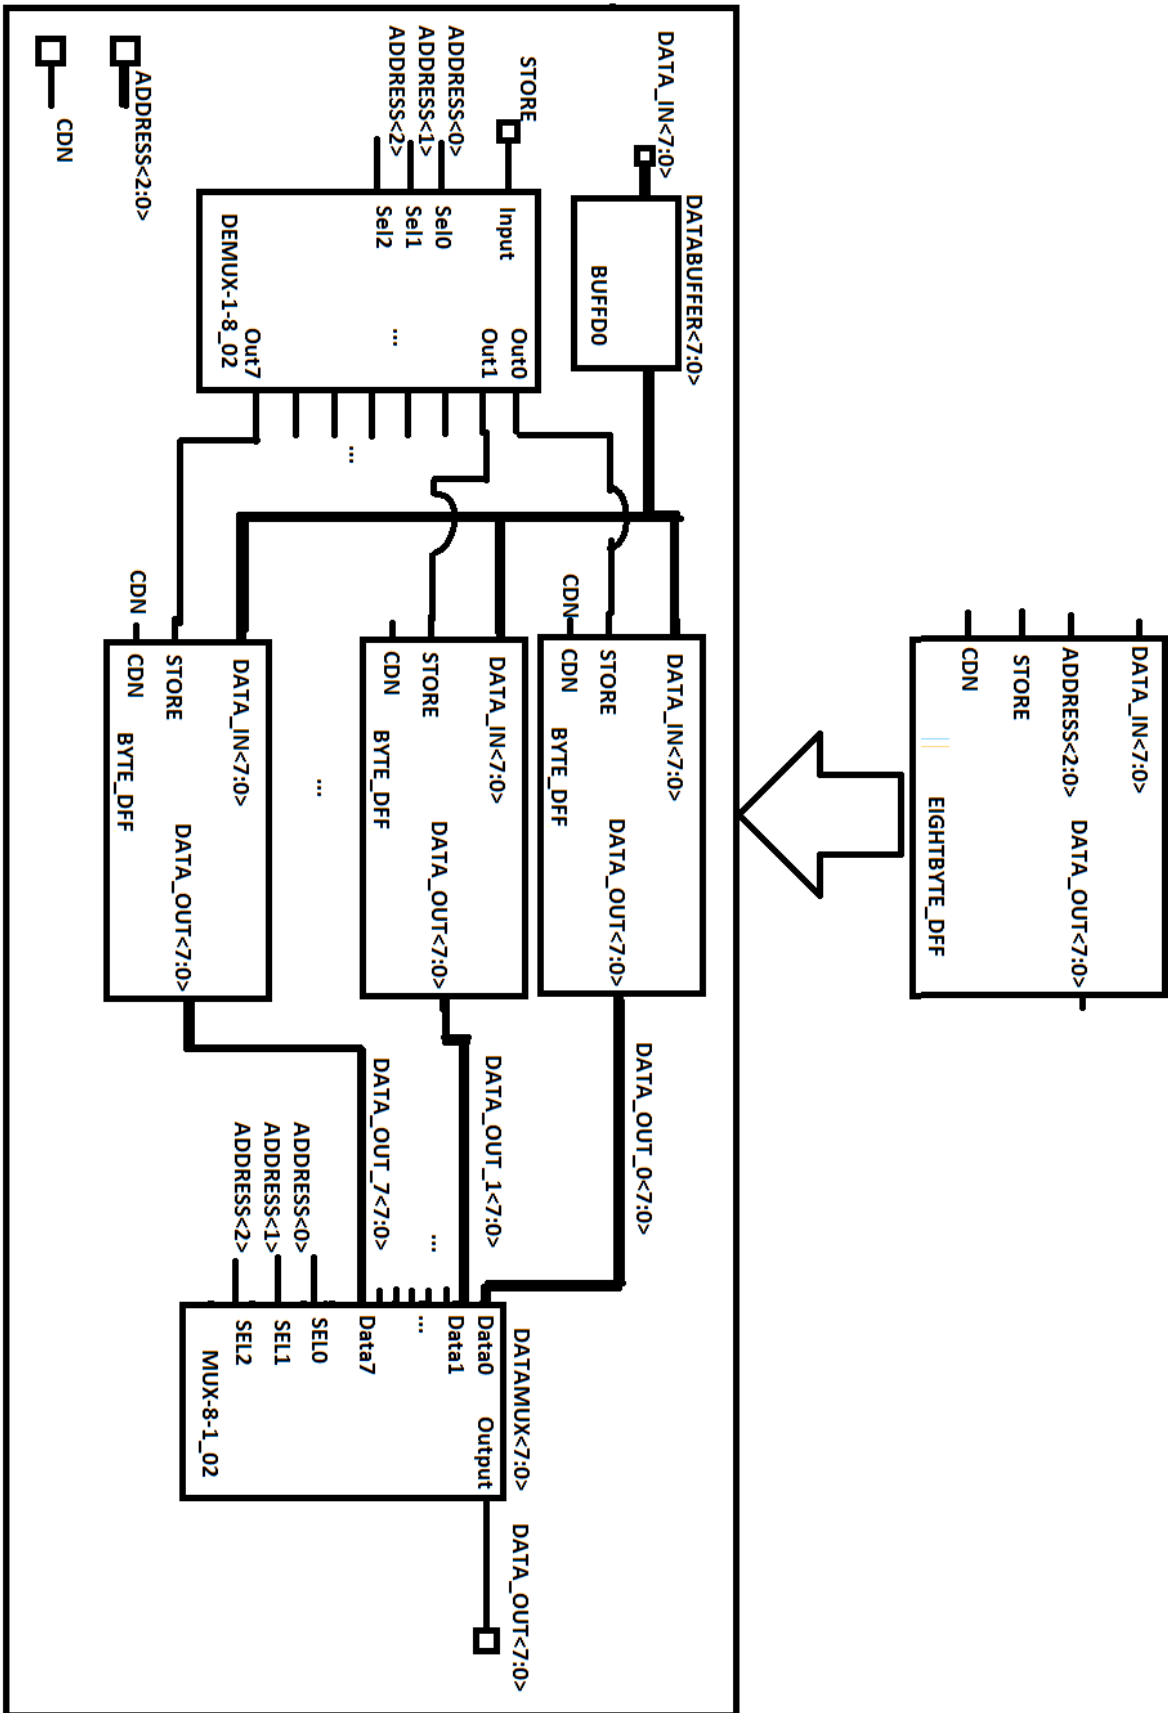 DATA_IN<7:0>
ADDRESS<2:0>
STORE
CDN
DATA_OUT<7:0>
EIGHTBYTE_DFF
DATA_IN<7:0>
DATABUFFER<7:0>
BUFFD0
STORE
ADDRESS<0>
ADDRESS<1>
ADDRESS<2>
Input
Sel0
Sel1
Sel2
Out0
Out1
...
Out7
DEMUX-1-8_02
...
ADDRESS<2:0>
CDN
CDN
DATA_IN<7:0>
STORE
CDN
DATA_OUT<7:0>
BYTE_DFF
DATA_IN<7:0>
STORE
CDN
DATA_OUT<7:0>
BYTE_DFF
...
CDN
DATA_IN<7:0>
STORE
CDN
DATA_OUT<7:0>
BYTE_DFF
DATA_OUT_0<7:0>
DATA_OUT_1<7:0>
...
DATA_OUT_7<7:0>
ADDRESS<0>
ADDRESS<1>
ADDRESS<2>
DATAMUX<7:0>
Data0
Data1
...
Data7
SEL0
SEL1
SEL2
Output
MUX-8-1_02
DATA_OUT<7:0>